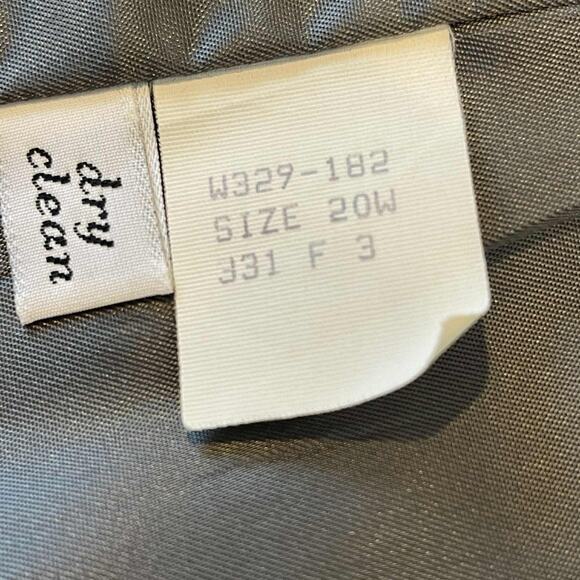 dry
clean
W329-182
SIZE 20W
331 F 3